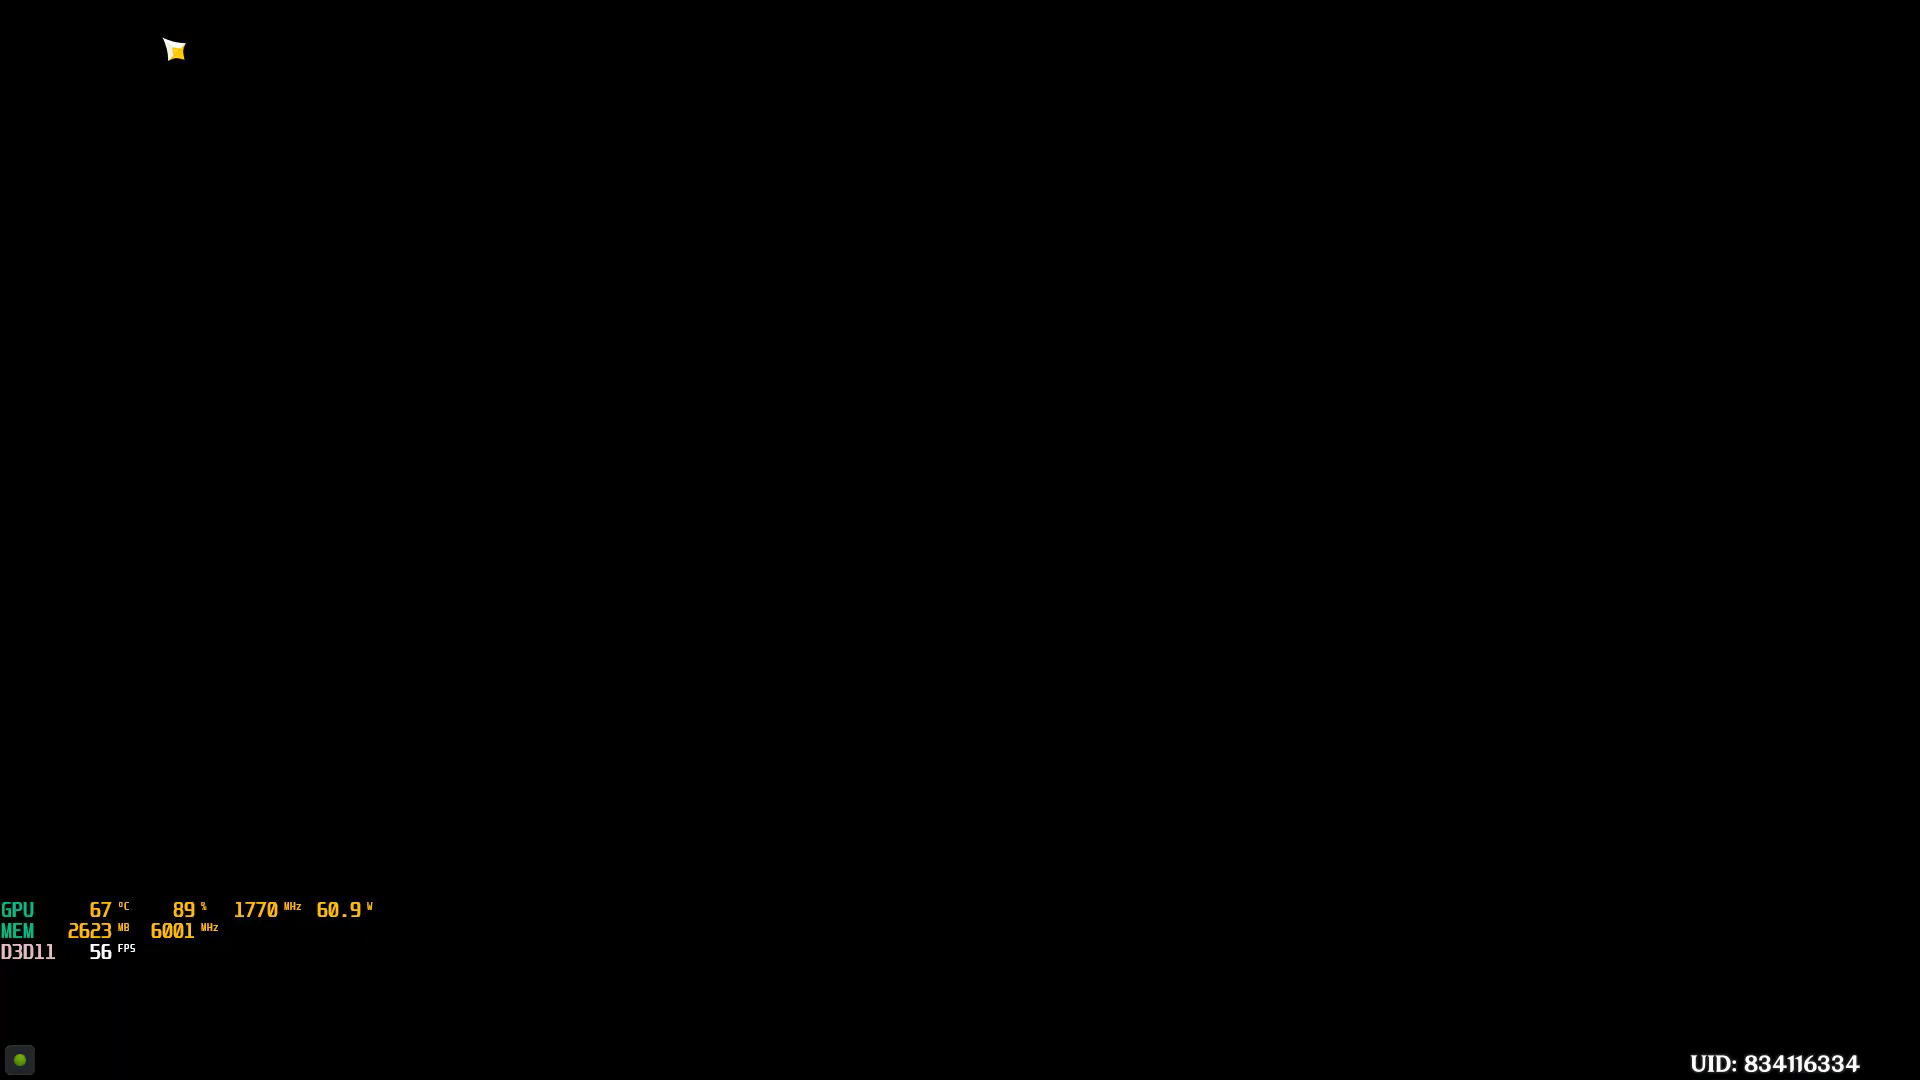 GPU 67 °C 89 % 1770 MHz 60.9 W
MEM 2623 MB 6001 MHz
D3D11 56 FPS
UID: 834116334